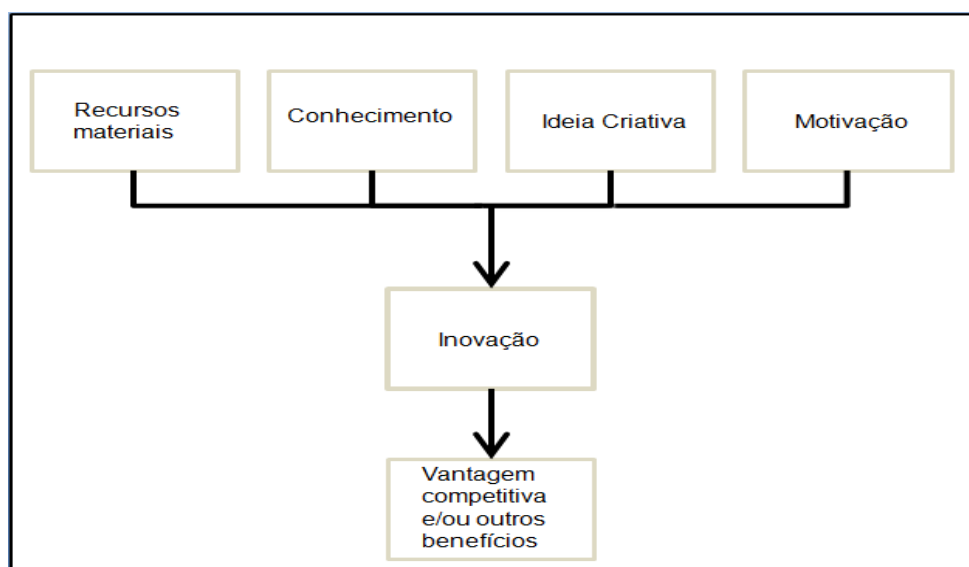 Recursos
materiais
Conhecimento
Ideia Criativa
Motivação
Inovação
Vantagem
competitiva
e/ou outros
benefícios